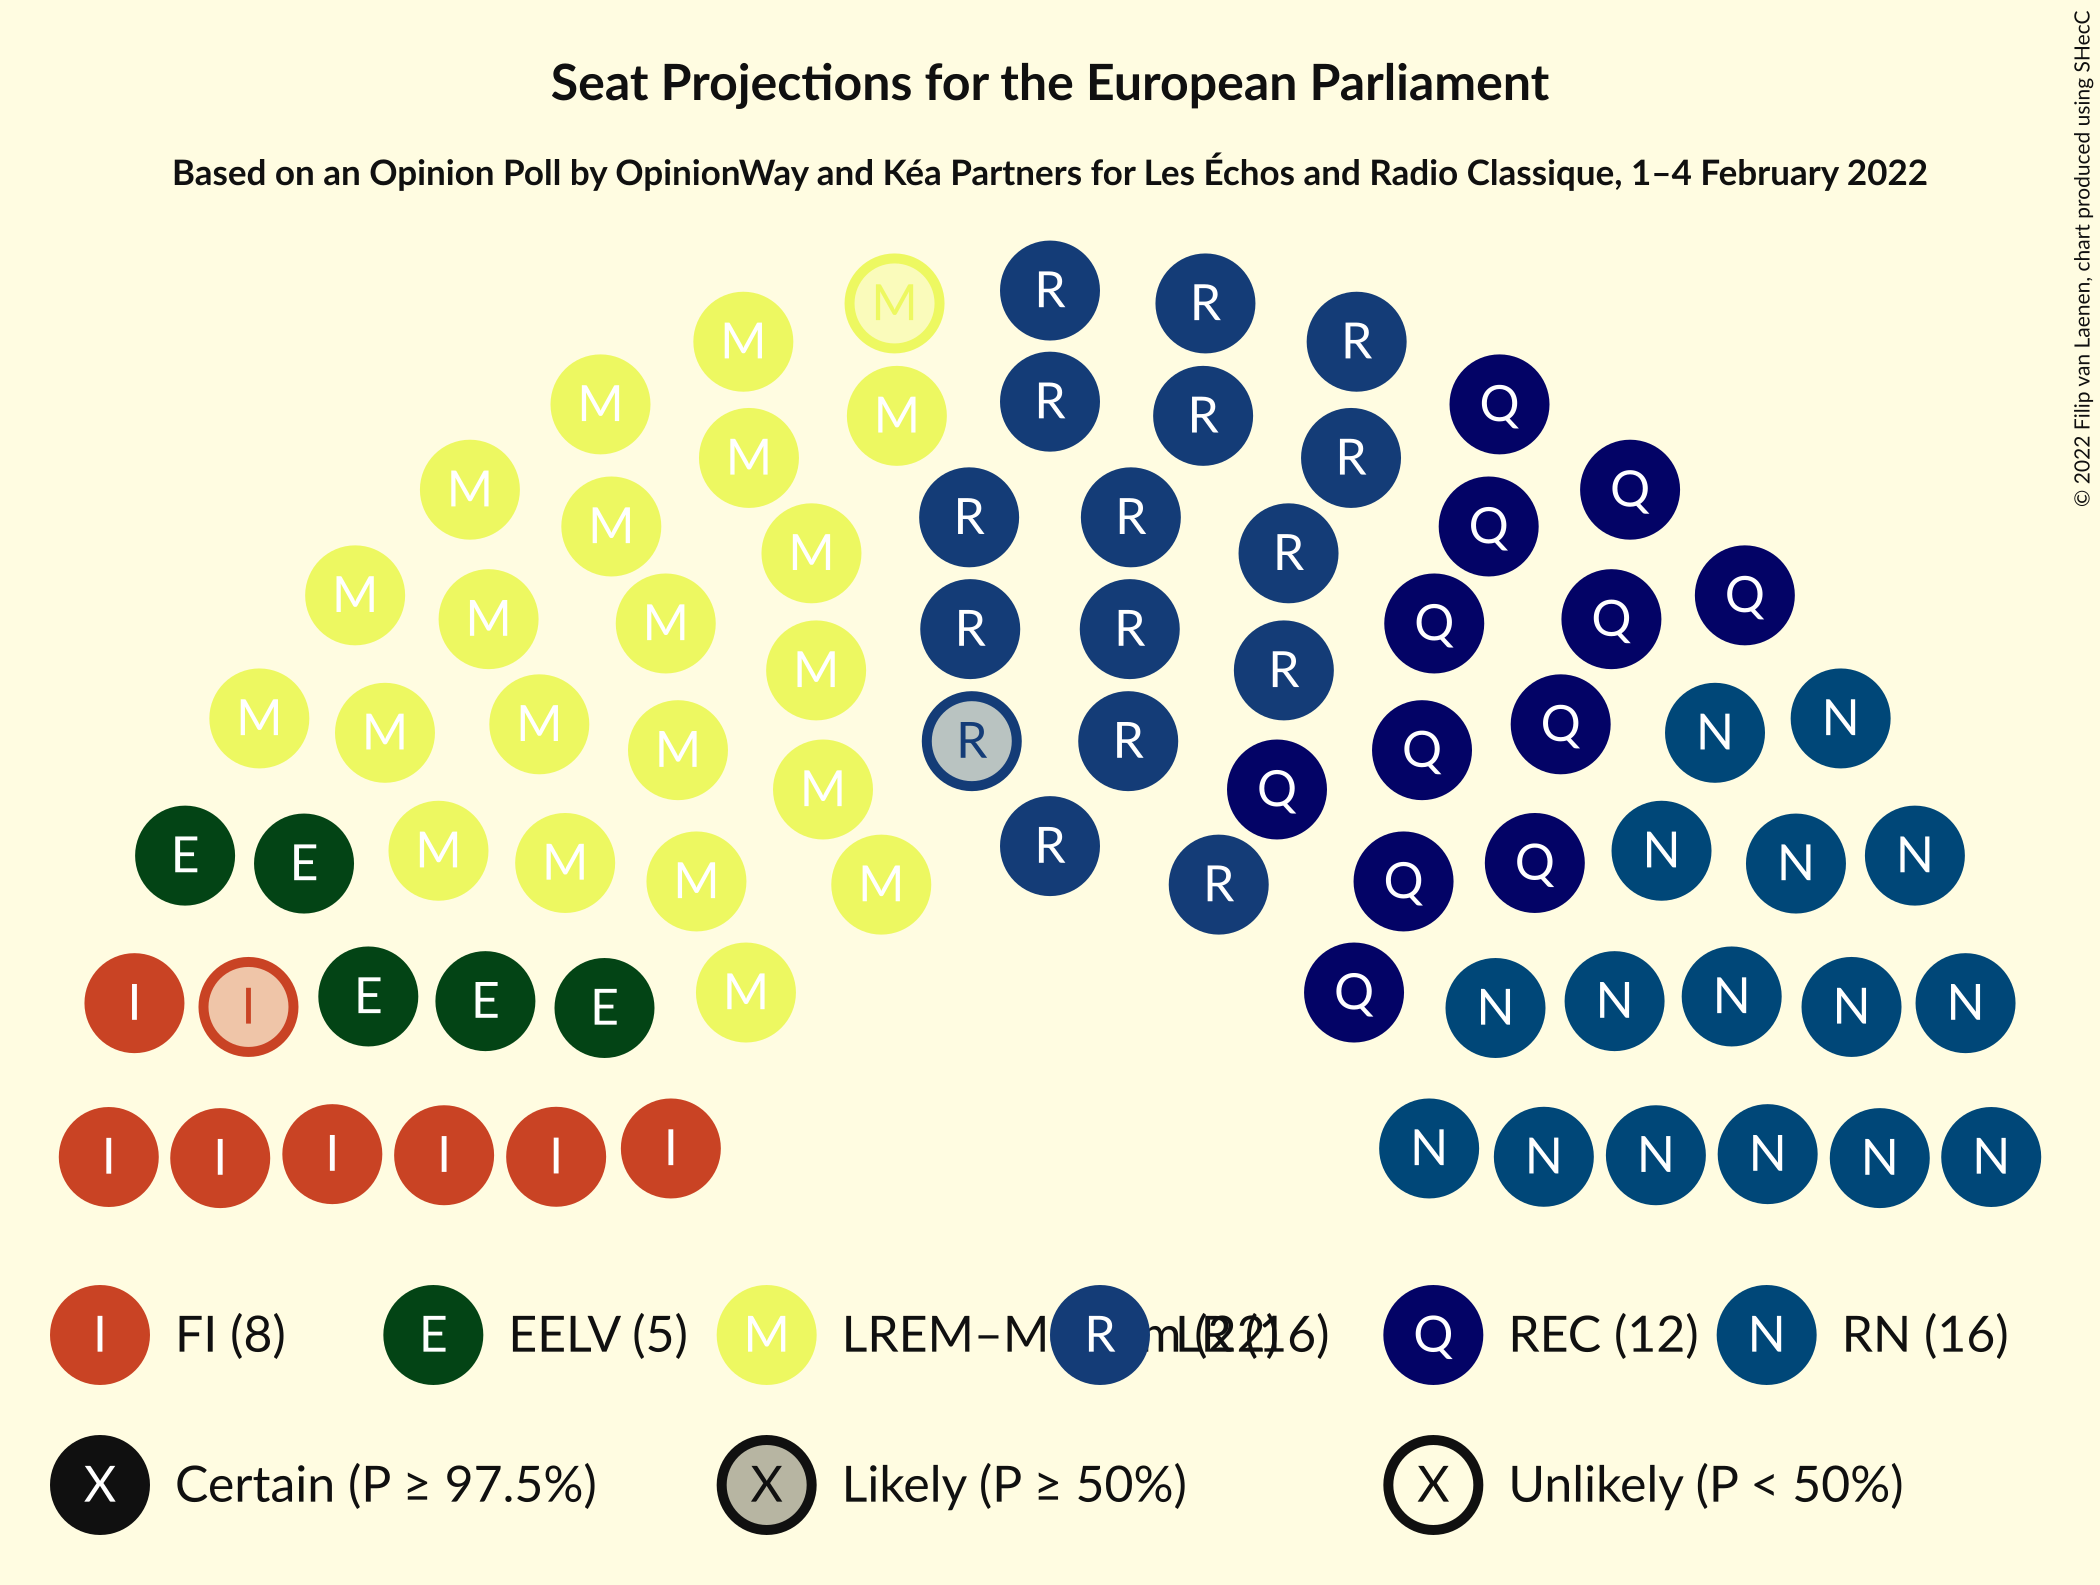 Seat Projections for the European Parliament
Based on an Opinion Poll by OpinionWay and Kéa Partners for Les Échos and Radio Classique, 1–4 February 2022
© 2022 Filip van Laenen, chart produced using SHecC
M R R
M R
M M R R Q
M R
M Q
M R R Q
M R
M Q
M M R R Q Q
M R
M M M M R R Q Q N N
M Q
E E M M M M R R Q Q N N N
I I E E E M Q N N N N N
I I I I I I N N N N N N
I FI (8) E EELV (5) M R LR (16) Q REC (12) N RN (16)
X Certain (P ≥ 97.5%) X Likely (P ≥ 50%) X Unlikely (P < 50%)